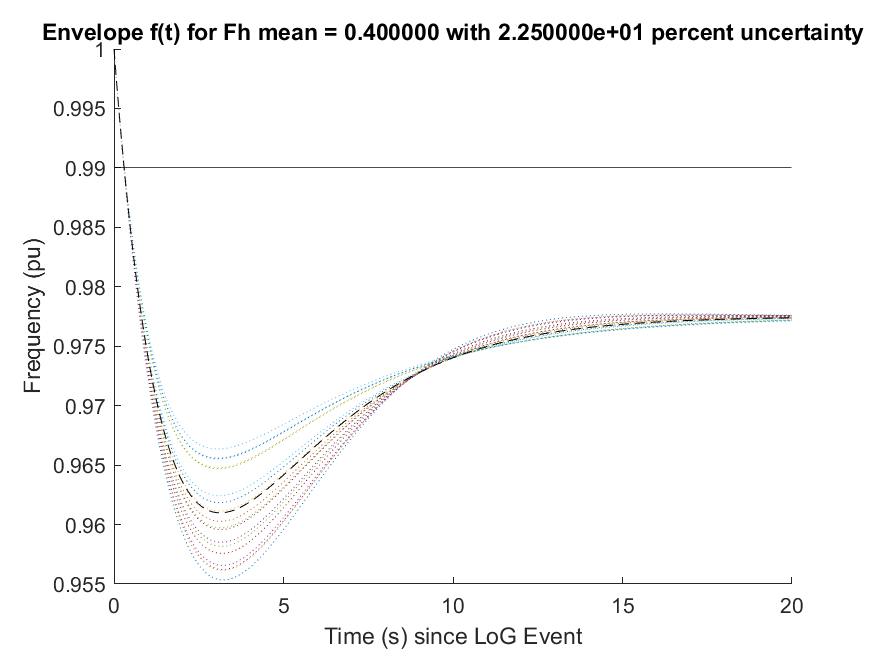 Envelope f(t) for Fh mean = 0.400000 with 2.250000e+01 percent uncertainty
1
0.995
0.99
0.985
0.98
0.975
0.97
0.965
0.96
0.955
Frequency (pu)
0 5 10 15 20
Time (s) since LoG Event